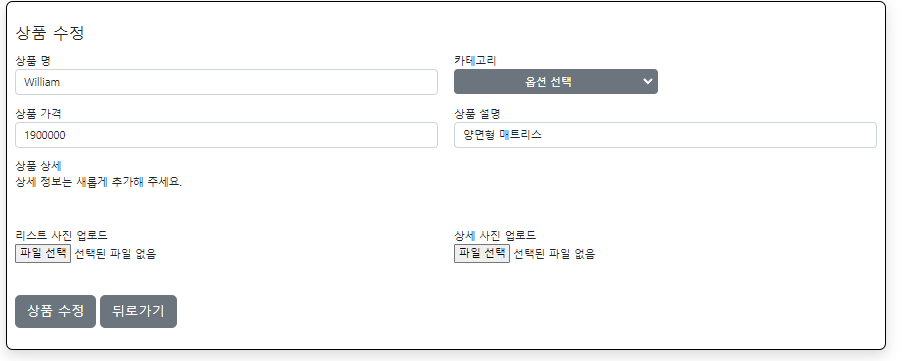 상품 수정
상품 명
카테고리
William
옵션 선택
상품 가격
상품 설명
1900000
양면형 매트리스
상품 상세
상세 정보는 새롭게 추가해 주세요.
리스트 사진 업로드
상세 사진 업로드
파일 선택 선택된 파일 없음
파일 선택 선택된 파일 없음
상품 수정
뒤로가기